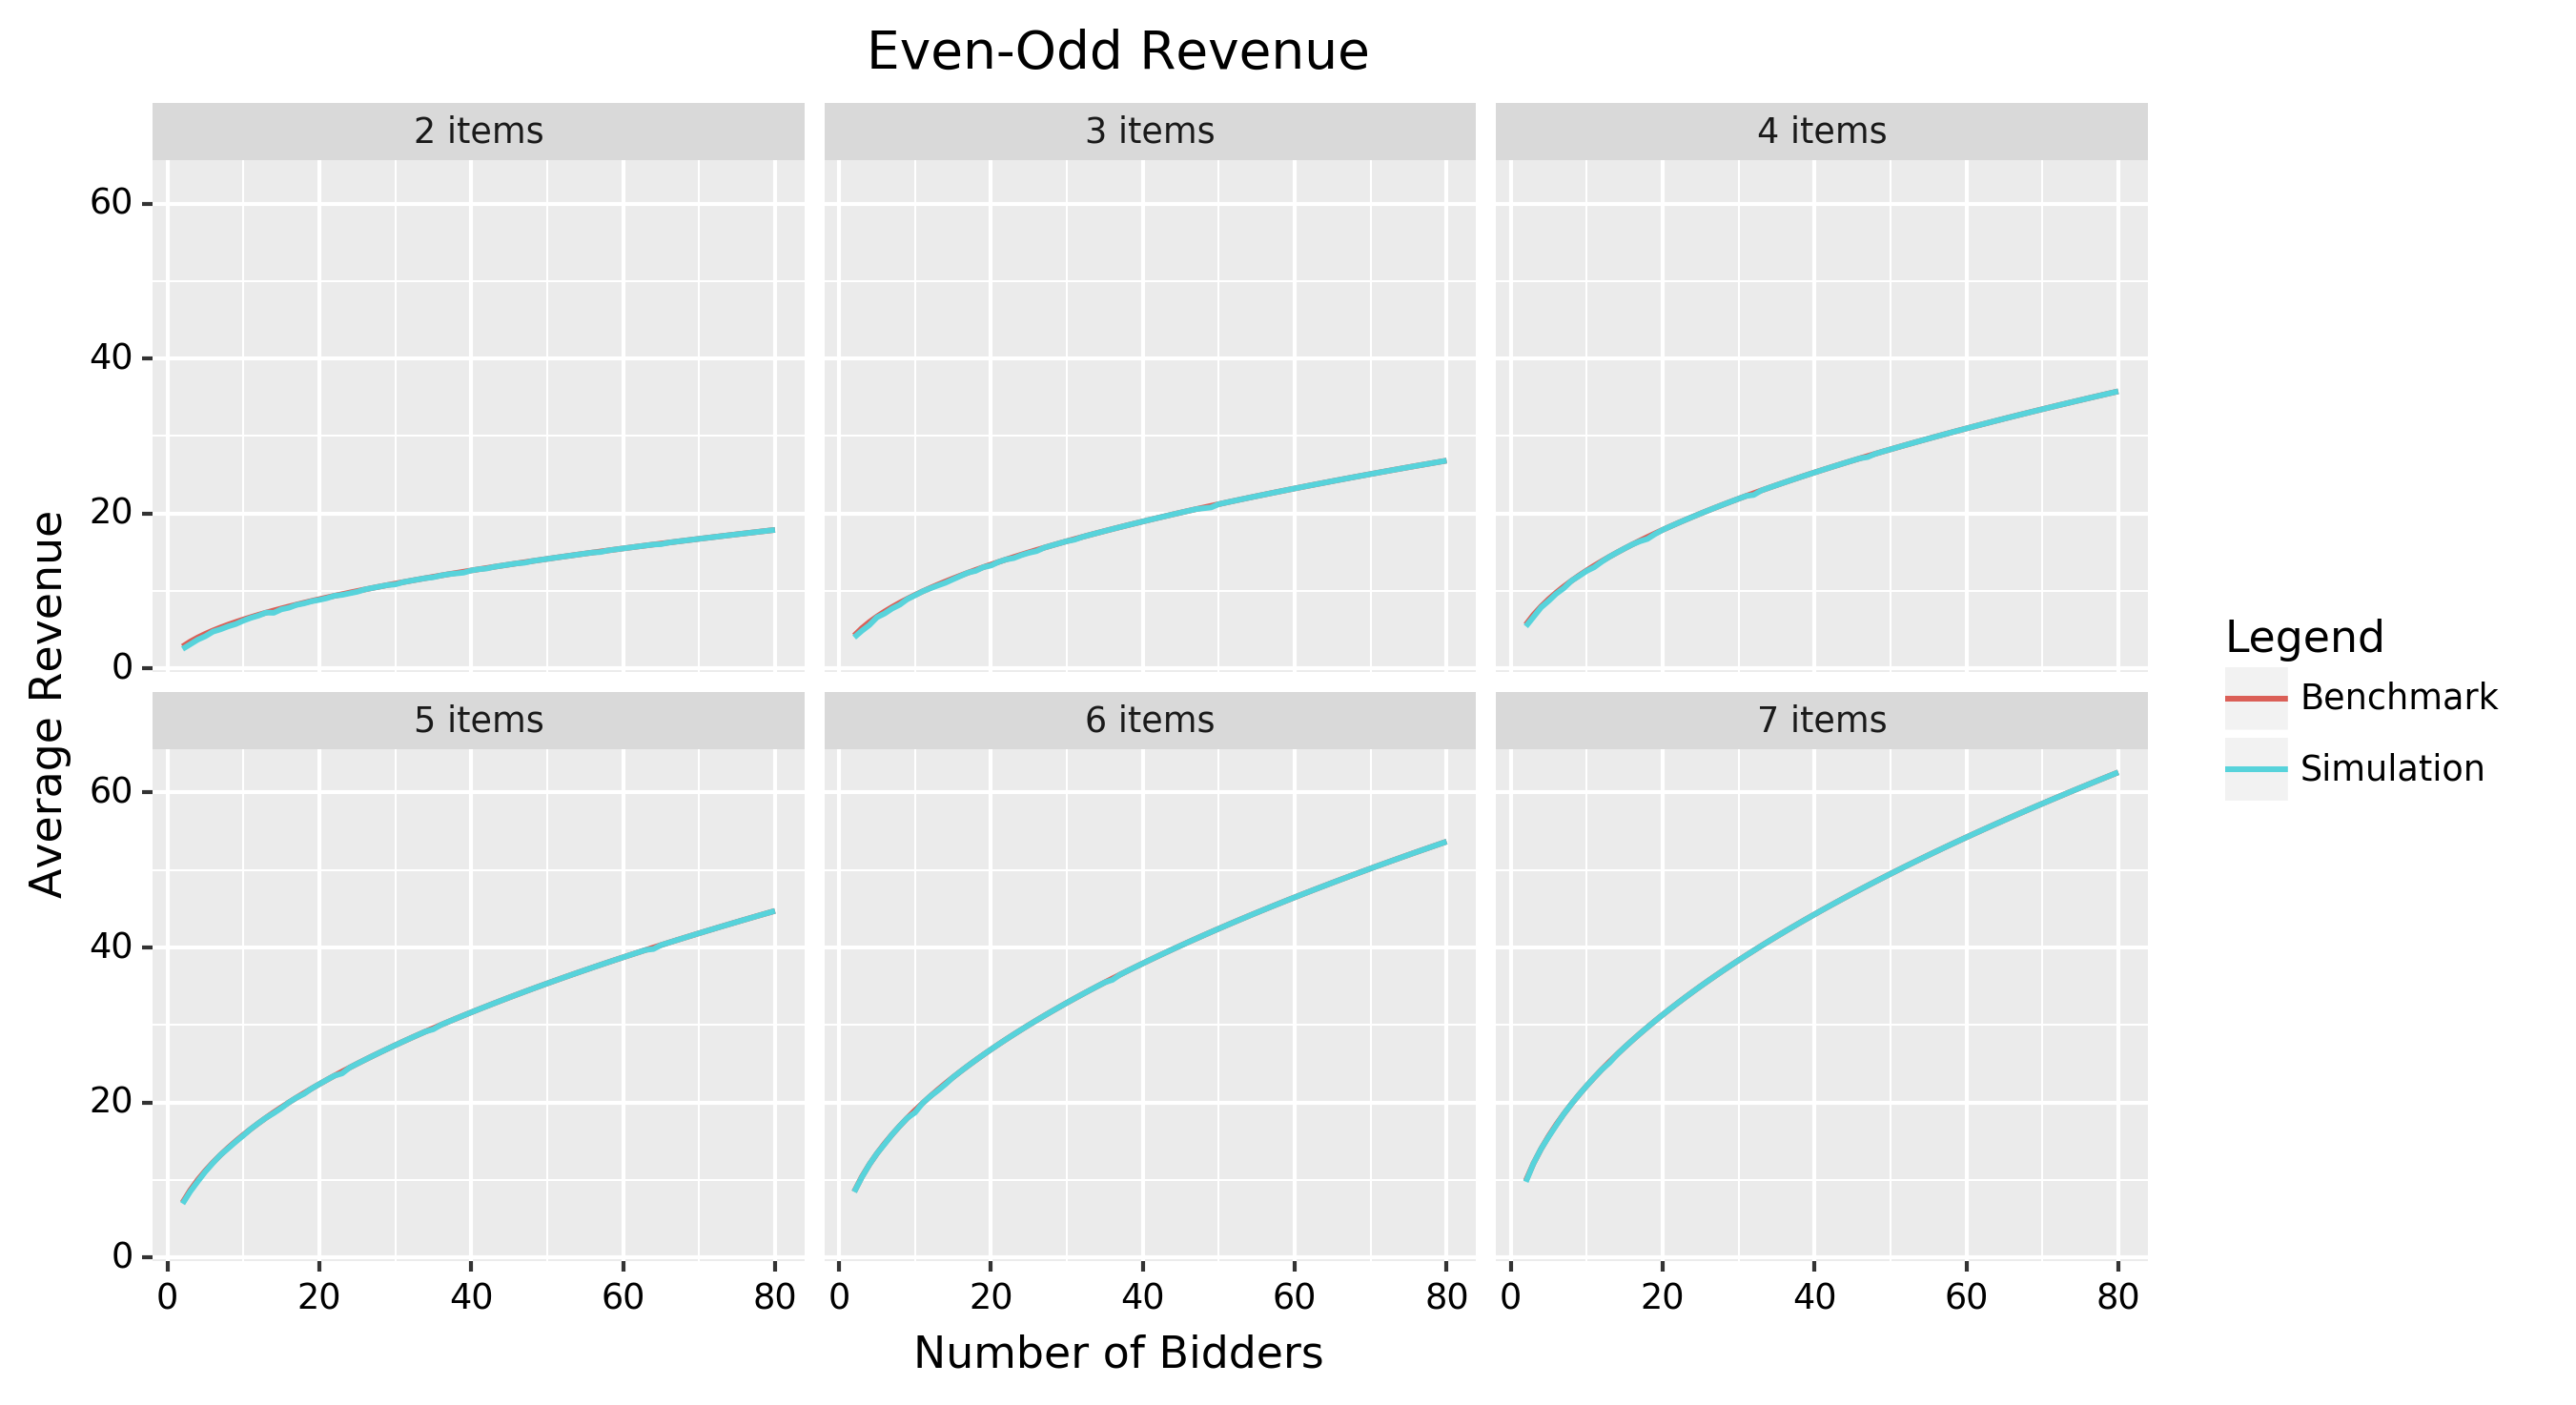 Even-Odd Revenue
2 items
3 items
4 items
60
40
20
0
Average Revenue
5 items
6 items
7 items
60
40
20
0
0 20 40 60 80
0 20 40 60 80
0 20 40 60 80
Number of Bidders
Legend
Benchmark
Simulation